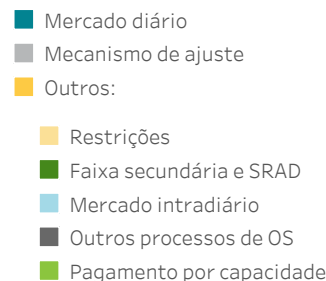 Mercado diário
Mecanismo de ajuste
Outros:
Restrições
Faixa secundária e SRAD
Mercado intradiário
Outros processos de OS
Pagamento por capacidade